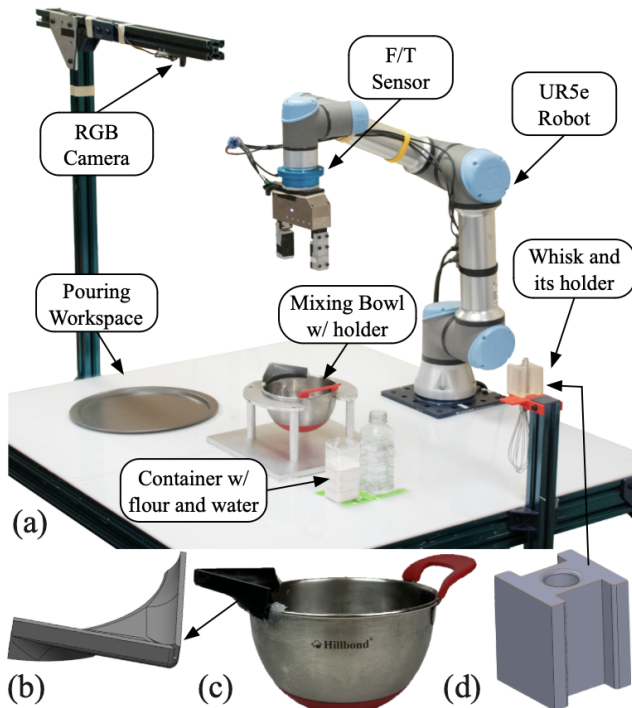 F/T
Sensor
UR5e
Robot
RGB
Camera
Whisk and
its holder
Pouring
Workspace
Mixing Bowl
w/ holder
Container w/
flour and water
(a)
Hillbond
(b)
(c)
(d)